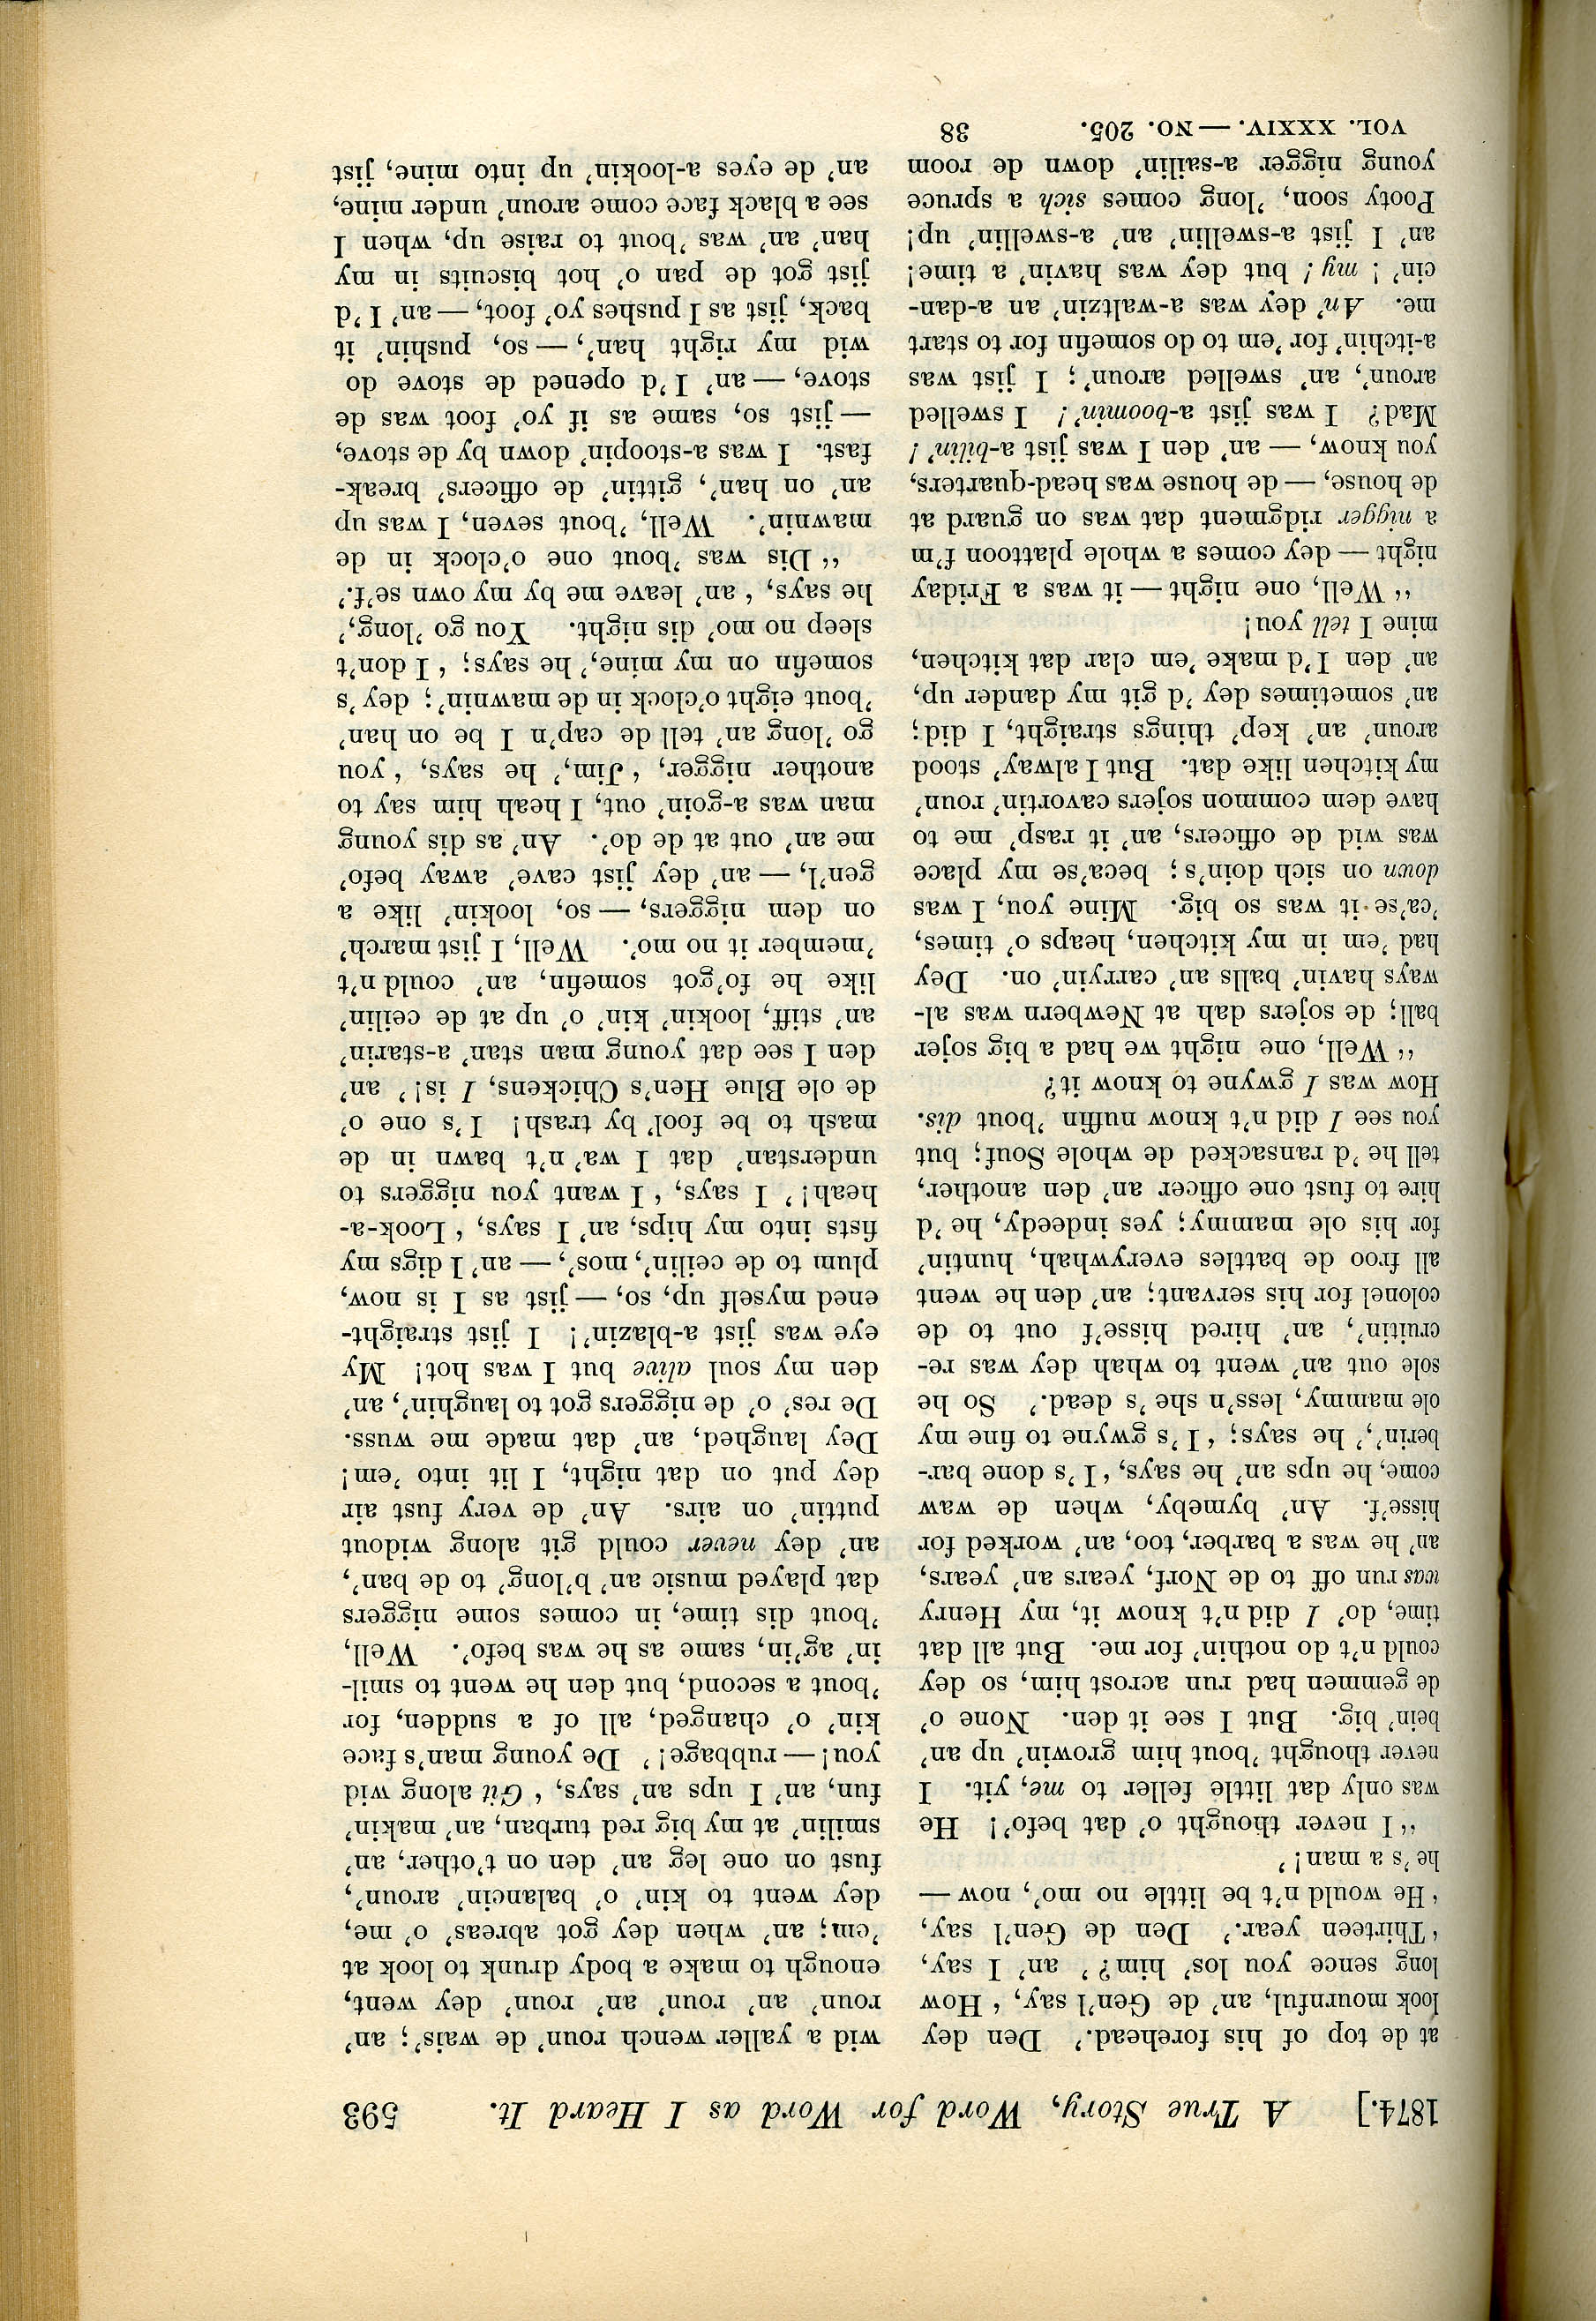 1874.] A True Story, Word for Word as I Heard It. 593
at de top of his forehead.' Den dey
look mournful, an' de Gen'l say, 'How
long sence you los' him?' an' I say,
'Thirteen year.' Den de Gen'l say,
'He would n't be little no mo', now —
he 's a man!'
“I never thought o' dat befo'! He
was only dat little feller to me, yit. I
never thought 'bout him growin' up an'
bein' big. But I see it den. None o'
de gemmen had run acrost him, so dey
could n't do nothin' for me. But all dat
time, do' I did n't know it, my Henry
was run off to de Norf, years an' years,
an' he was a barber, too, an' worked for
hisse'f. An' bymeby, when de waw
come, he ups an' he says, 'I 's done bar-
berin',' he says; 'I 's gwyne to fine my
ole mammy, less'n she 's dead.' So he
sole out an' went to whah dey was re-
cruitin', an' hired hisse'f out to de
colonel for his servant; an' den he went
all froo de battles everywhah, huntin'
for his ole mammy; yes indeedy, he 'd
hire to fust one officer an' den another,
tell he 'd ransacked de whole Souf; but
you see I did n't know nuffin 'bout dis.
How was I gwyne to know it?
“Well, one night we had a big sojer
ball; de sojers dah at Newbern was al-
ways havin' balls an' carryin' on. Dey
had 'em in my kitchen, heaps o' times,
'ca'se it was so big. Mine you, I was
down on sich doin's; beca'se my place
was wid de officers, an' it rasp' me to
have dem common sojers cavortin' roun'
my kitchen like dat. But I alway' stood
aroun' an' kep' things straight, I did;
an' sometimes dey 'd git my dander up,
an' den I'd make 'em clar dat kitchen,
mine I tell you!
“Well, one night — it was a Friday
night — dey comes a whole plattoon f'm
a nigger ridgment dat was on guard at
de house, — de house was head-quarters,
you know, — an' den I was jist a-bilin'!
Mad? I was jist a-boomin'! I swelled
aroun', an' swelled aroun'; I jist was
a-itchin' for 'em to do somefin for to start
me. An' dey was a-waltzin' an a-dan-
cin'! my! but dey was havin' a time!
an' I jist a-swellin' an' a-swellin' up!
Pooty soon, 'long comes sich a spruce
young nigger a-sailin' down de room
VOL. XXXIV. — NO. 205. 38
wid a yaller wench roun' de wais'; an'
roun' an' roun' an' roun' dey went,
enough to make a body drunk to look at
'em; an' when dey got abreas' o' me,
dey went to kin' o' balancin' aroun',
fust on one leg an' den on t'other, an'
smilin' at my big red turban, an' makin'
fun, an' I ups an' says, 'Git along wid
you! — rubbage!' De young man's face
kin' o' changed, all of a sudden, for
'bout a second, but den he went to smil-
in' ag'in, same as he was befo'. Well,
'bout dis time, in comes some niggers
dat played music an' b'long' to de ban',
an' dey never could git along widout
puttin' on airs. An' de very fust air
dey put on dat night, I lit into 'em!
Dey laughed, an' dat made me wuss.
De res' o' de niggers got to laughin', an'
den my soul alive but I was hot! My
eye was jist a-blazin'! I jist straight-
ened myself up, so, — jist as I is now,
plum to de ceilin', mos', — an' I digs my
fists into my hips, an' I says, 'Look-a-
heah!' I says, 'I want you niggers to
understan' dat I wa' n't bawn in de
mash to be fool' by trash! I 's one o'
de ole Blue Hen's Chickens, I is!' an'
den I see dat young man stan' a-starin'
an' stiff, lookin' kin' o' up at de ceilin'
like he fo'got somefin, an' could n't
'member it no mo'. Well, I jist march'
on dem niggers, — so, lookin' like a
gen'l, — an' dey jist cave' away befo'
me an' out at de do'. An' as dis young
man was a-goin' out, I heah him say to
another nigger, 'Jim,' he says, 'you
go 'long an' tell de cap'n I be on han'
'bout eight o'clock in de mawnin'; dey 's
somefin on my mine,' he says; 'I don't
sleep no mo' dis night. You go 'long,'
he says, 'an' leave me by my own se'f.'
“Dis was 'bout one o'clock in de
mawnin'. Well, 'bout seven, I was up
an' on han', gittin' de officers' break-
fast. I was a-stoopin' down by de stove,
— jist so, same as if yo' foot was de
stove, — an' I 'd opened de stove do
wid my right han', — so, pushin' it
back, jist as I pushes yo' foot, — an' I 'd
jist got de pan o' hot biscuits in my
han' an' was 'bout to raise up, when I
see a black face come aroun' under mine,
an' de eyes a-lookin' up into mine, jist